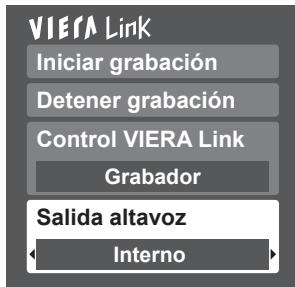 VIERA Link
Iniciar grabación
Detener grabación
Control VIERA Link
Grabador
Salida altavoz
Interno